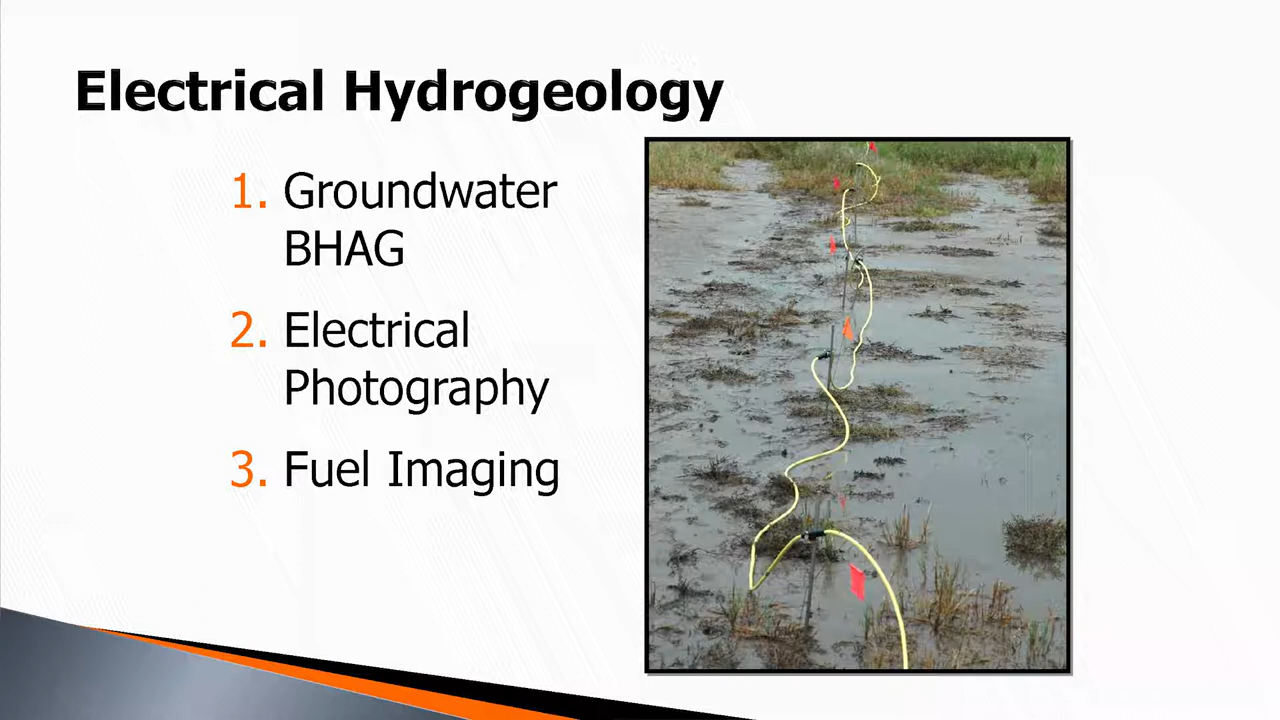 Electrical Hydrogeology
1. Groundwater
BHAG
2. Electrical
Photography
3. Fuel Imaging